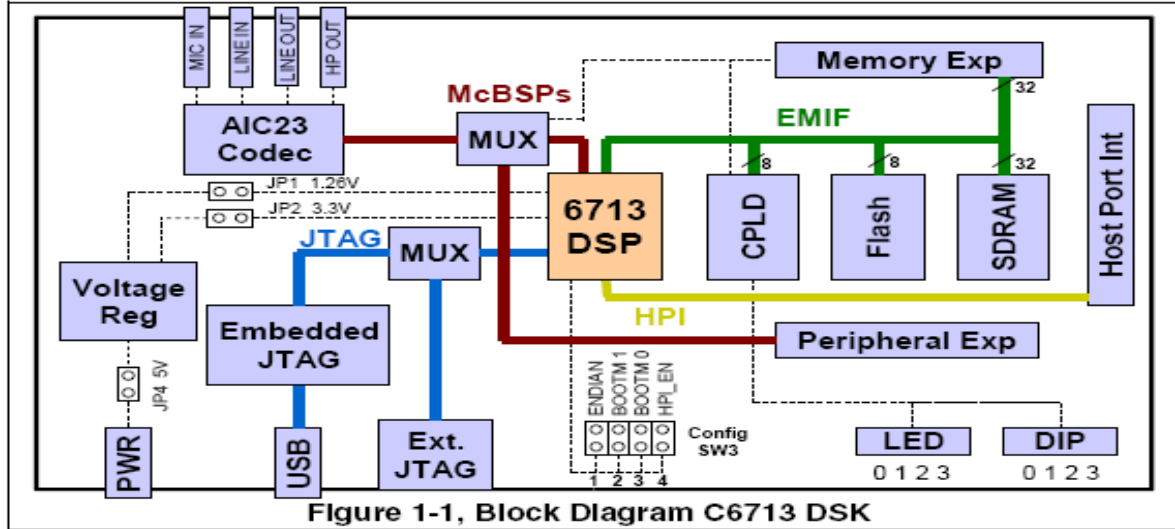 MIC IN
LINE IN
LINE OUT
HP OUT
Memory Exp
32
McBSPs
EMIF
AIC23
Codec
MUX
8
8
32
Host Port Int
JP1 1.26V
JP2 3.3V
6713
DSP
CPLD
Flash
SDRAM
JTAG
MUX
Voltage
Reg
Embedded
JTAG
HPI
Peripheral Exp
JP4 5V
ENDIAN
BOOTM 1
BOOTM 0
HPI_EN
Config
SW3
1 2 3 4
PWR
USB
Ext.
JTAG
LED
DIP
0 1 2 3
0 1 2 3
Figure 1-1, Block Diagram C6713 DSK